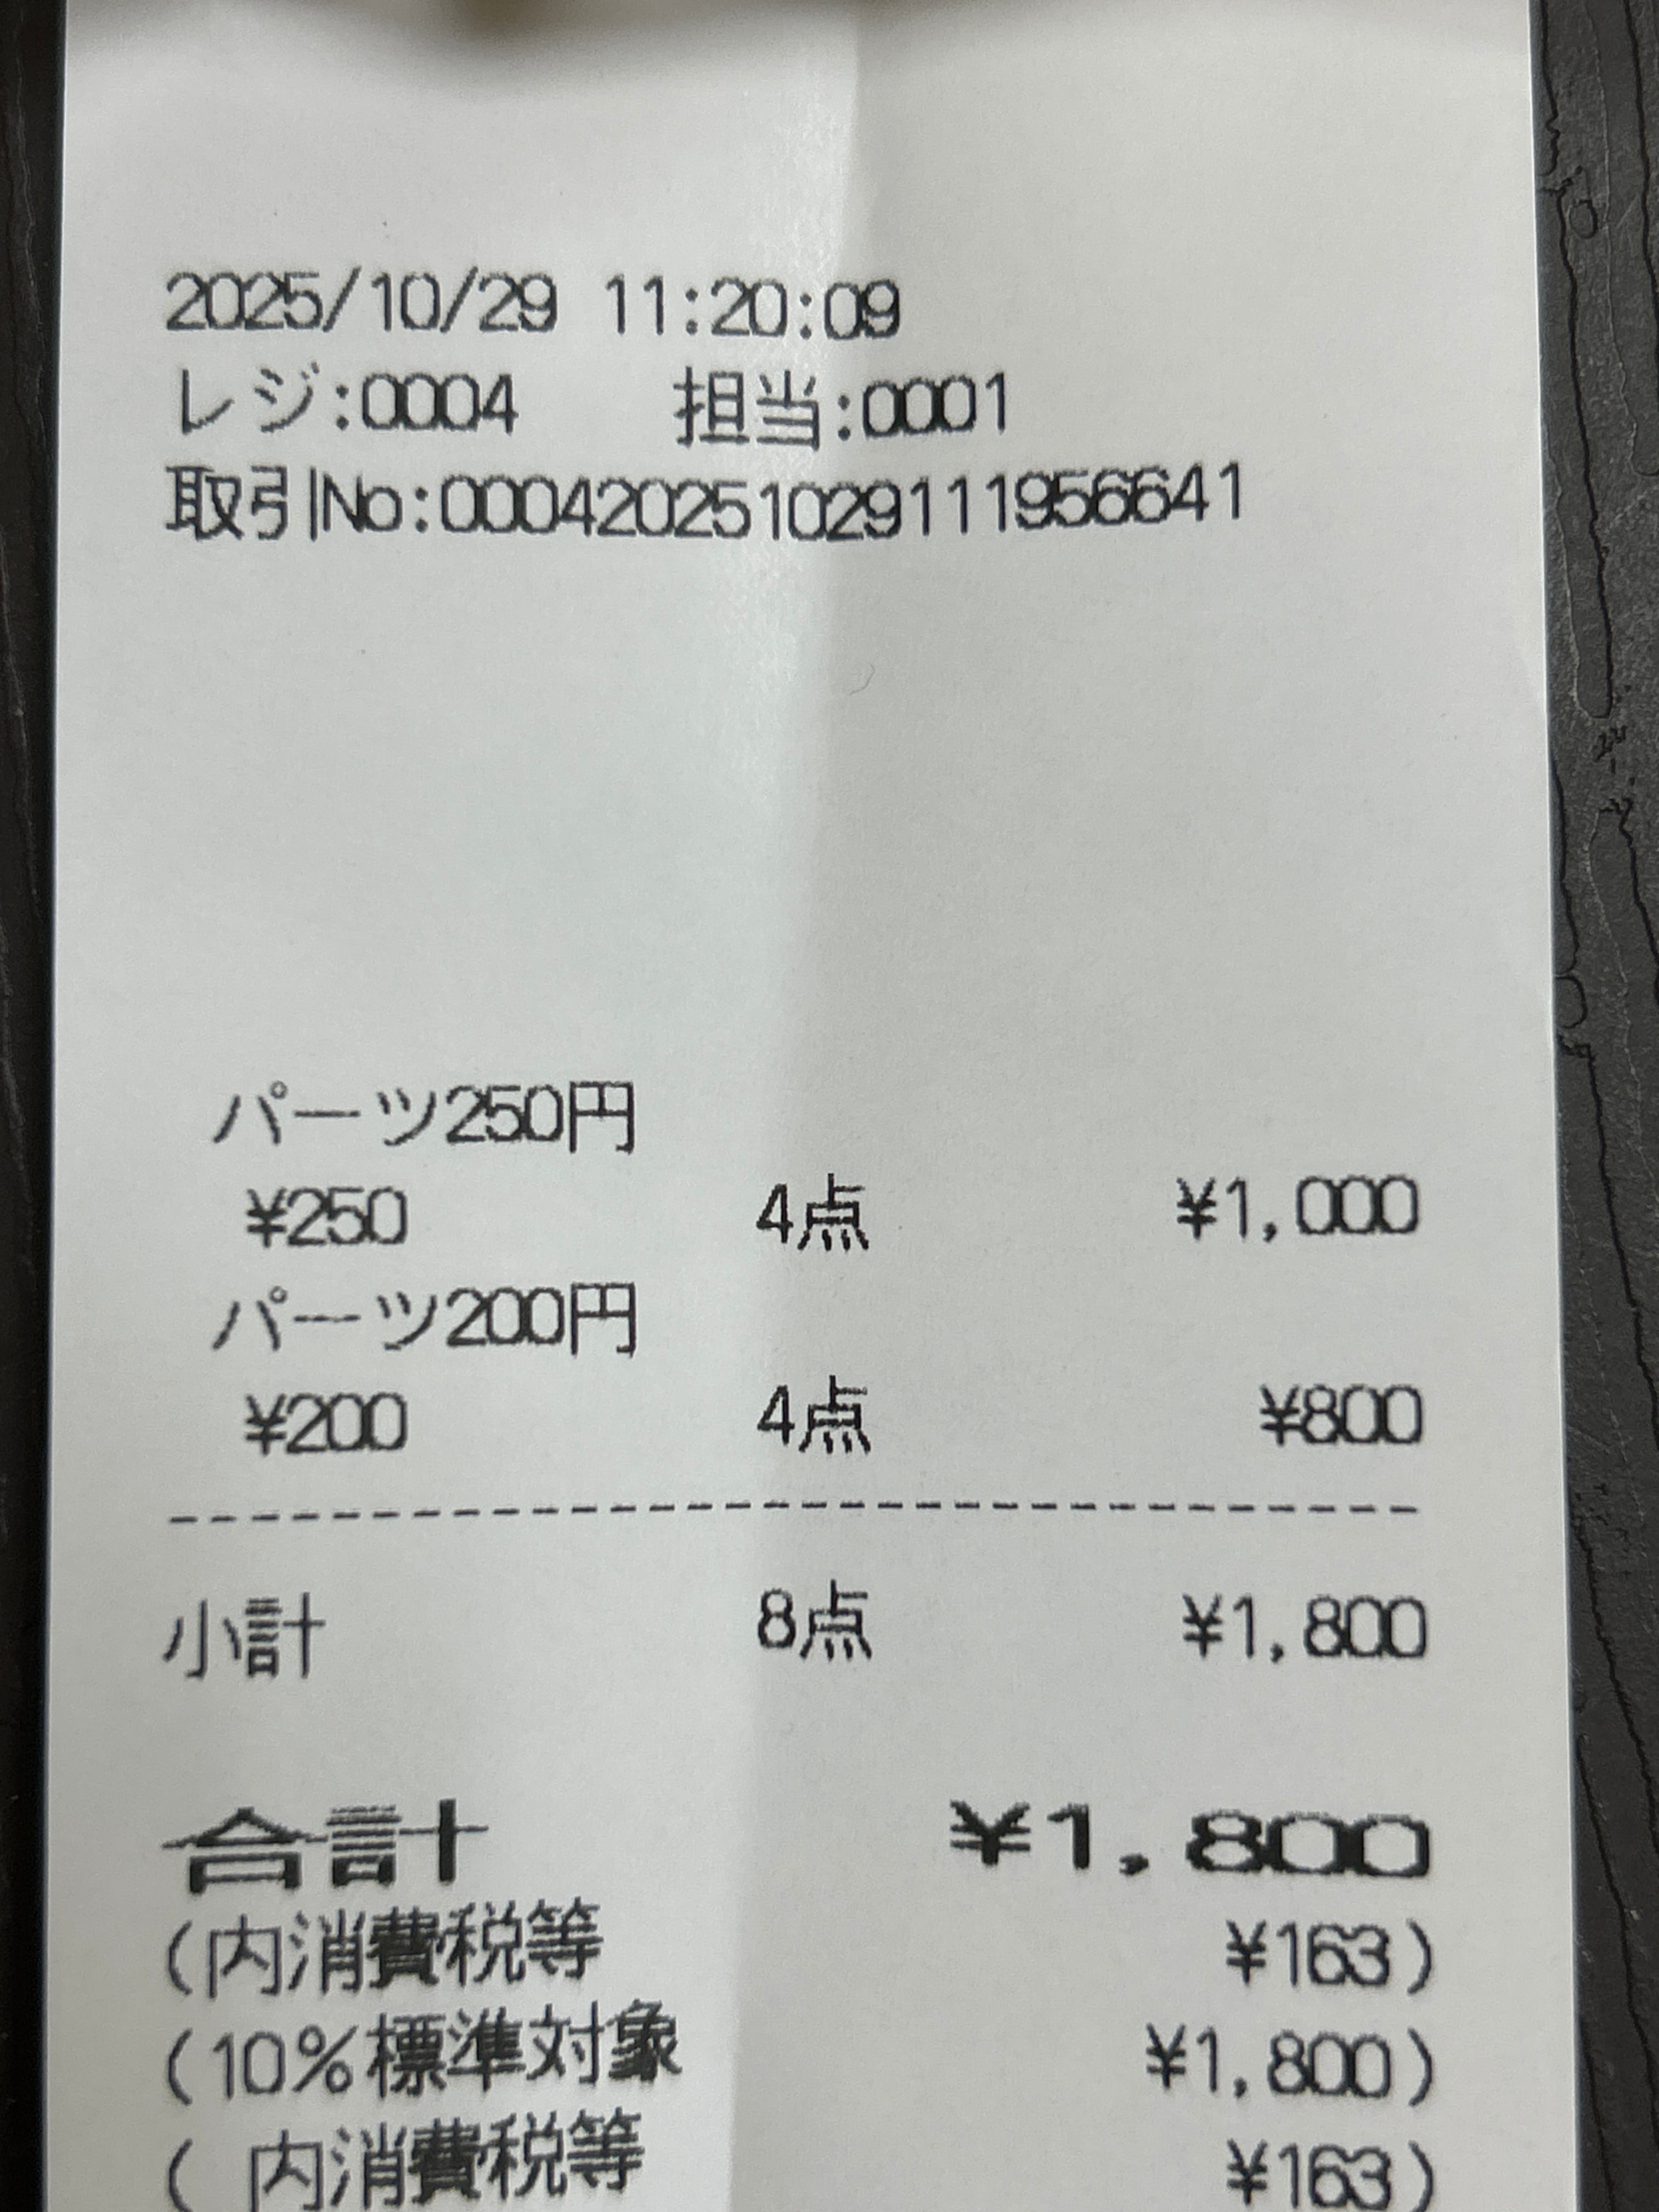 2025/10/29 11:20:09
レジ:0004 担当:0001
取引No:000420251029111956641
パーツ250円
¥250 4点 ¥1,000
パーツ200円
¥200 4点 ¥800
小計 8点 ¥1,800
合計 ¥1,800
(内消費税等 ¥163)
(10%標準対象 ¥1,800)
( 内消費税等 ¥163)